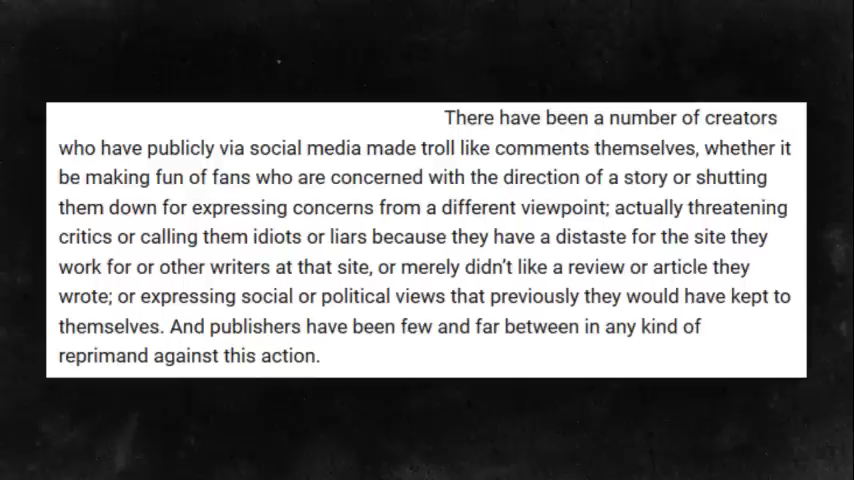 There have been a number of creators
who have publicly via social media made troll like comments themselves, whether it
be making fun of fans who are concerned with the direction of a story or shutting
them down for expressing concerns from a different viewpoint; actually threatening
critics or calling them idiots or liars because they have a distaste for the site they
work for or other writers at that site, or merely didn’t like a review or article they
wrote; or expressing social or political views that previously they would have kept to
themselves. And publishers have been few and far between in any kind of
reprimand against this action.